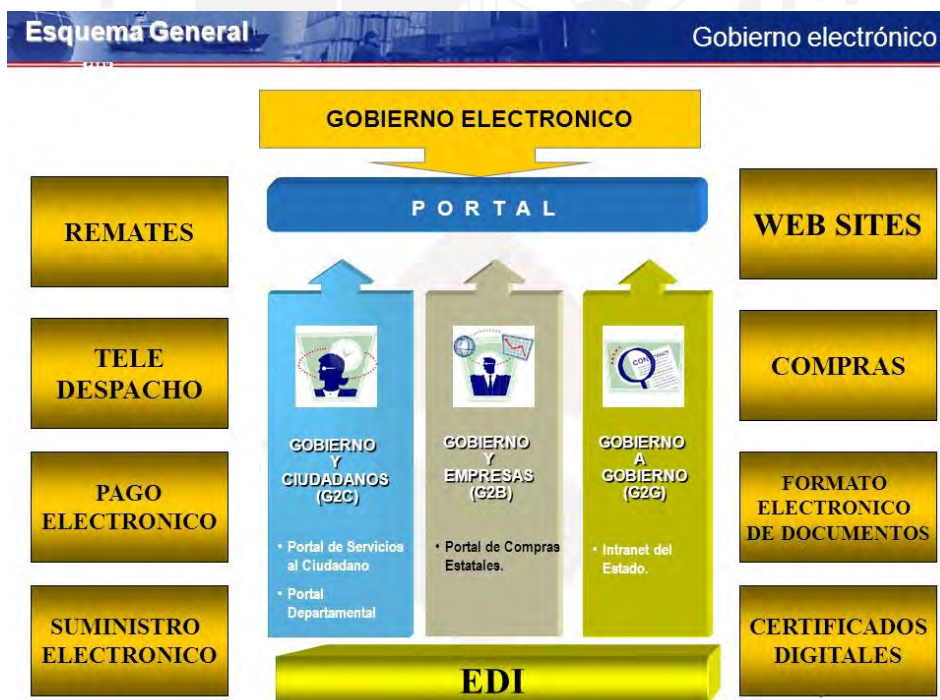 Esquema General
Gobierno electrónico
GOBIERNO ELECTRONICO
PORTAL
REMATES
TELE
DESPACHO
PAGO
ELECTRONICO
SUMINISTRO
ELECTRONICO
GOBIERNO
Y
CIUDADANOS
(G2C)
• Portal de Servicios
al Ciudadano
• Portal
Departamental
GOBIERNO
Y
EMPRESAS
(G2B)
• Portal de Compras
Estatales.
GOBIERNO
A
GOBIERNO
(G2G)
• Intranet del
Estado.
EDI
WEB SITES
COMPRAS
FORMATO
ELECTRONICO
DE DOCUMENTOS
CERTIFICADOS
DIGITALES